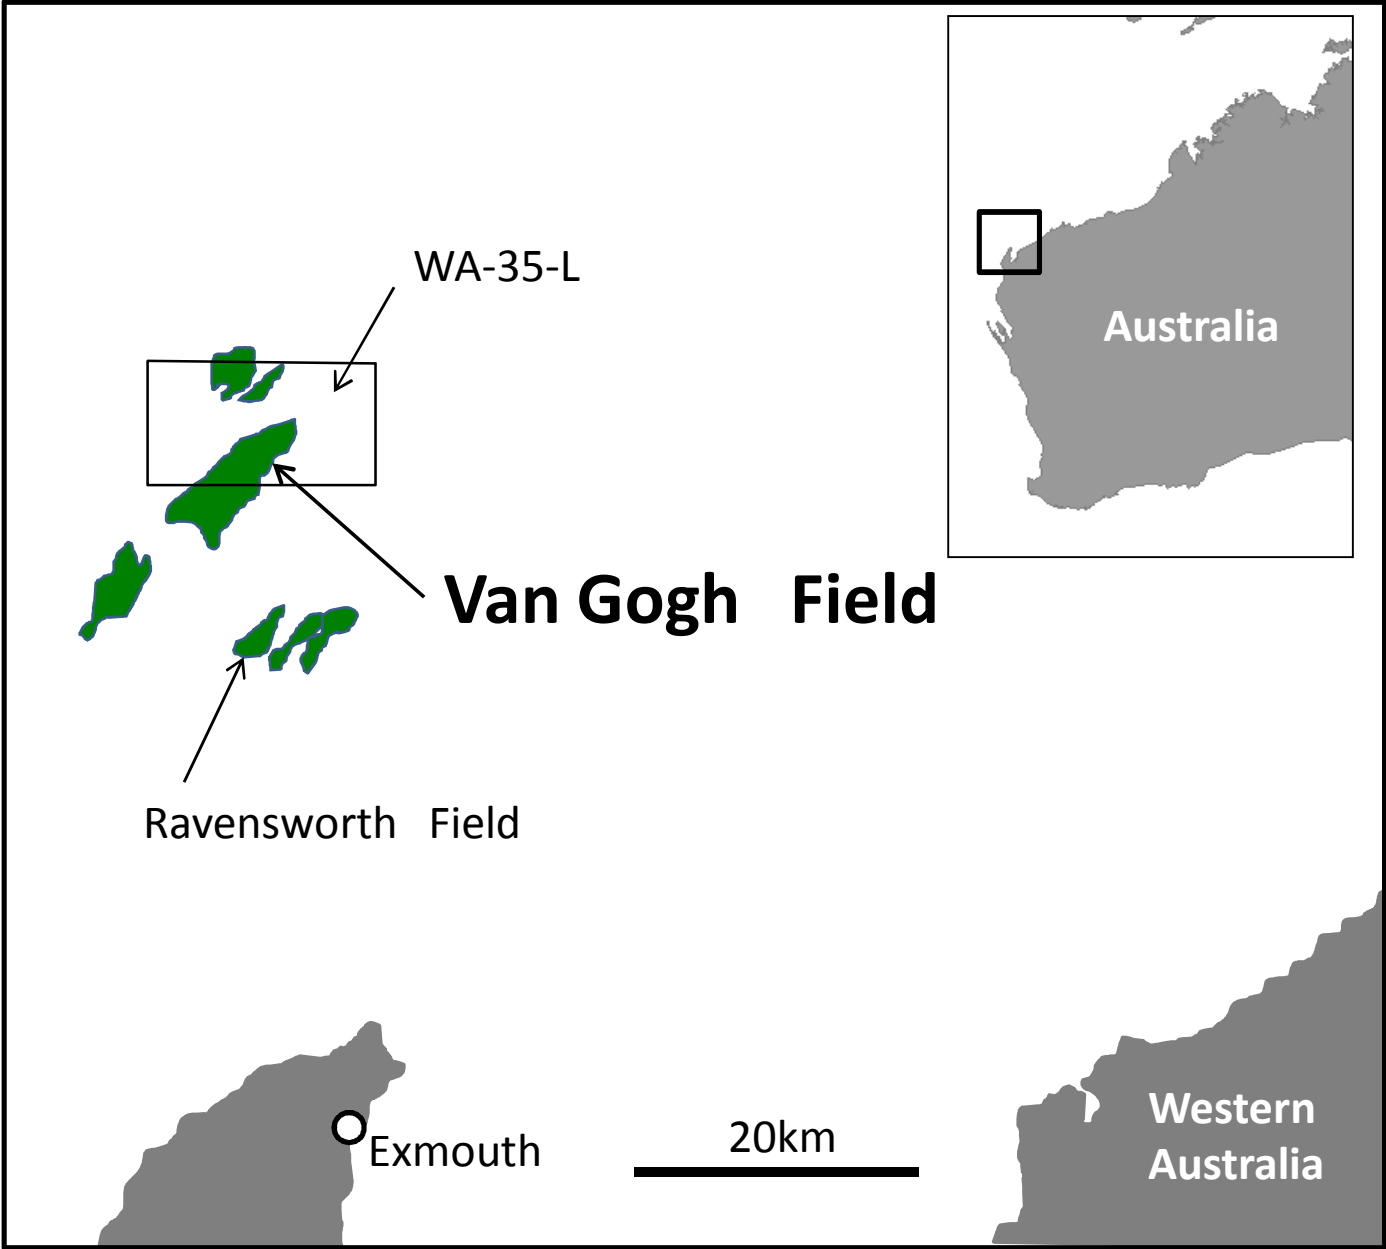 WA-35-L
Australia
Van Gogh Field
Ravensworth Field
Exmouth
20km
Western
Australia